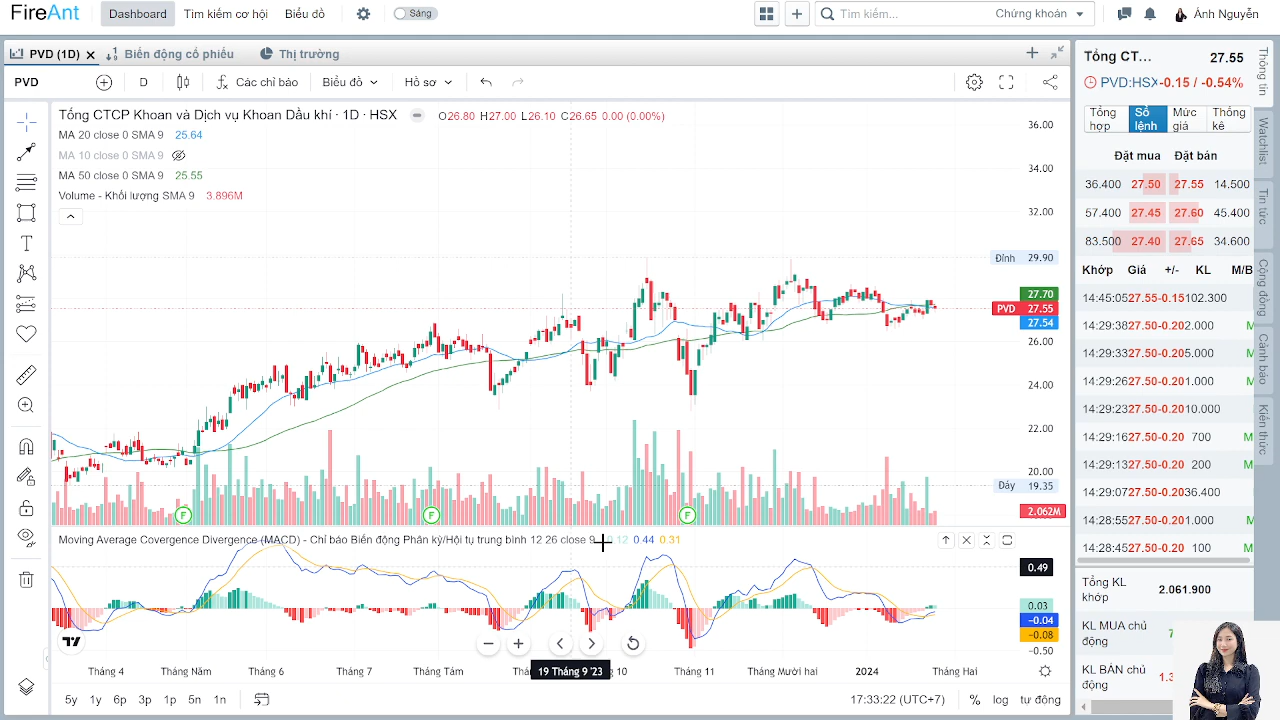 FireAnt Dashboard Tìm kiếm cơ hội Biểu đồ Sáng Tìm kiếm... Chứng khoán Ánh Nguyễn
PVD (1D) Biến động cổ phiếu Thị trường
PVD D Các chỉ báo Biểu đồ Hồ sơ
Tổng CTCP Khoan và Dịch vụ Khoan Dầu khí · 1D · HSX O26.80 H27.00 L26.10 C26.65 0.00 (0.00%)
MA 20 close 0 SMA 9 25.64
MA 10 close 0 SMA 9
MA 50 close 0 SMA 9 25.55
Volume - Khối lượng SMA 9 3.896M
36.00
34.00
32.00
Đỉnh 29.90
27.70
PVD 27.55
27.54
26.00
24.00
22.00
20.00
Đáy 19.35
2.062M
F F F
Moving Average Covergence Divergence (MACD) - Chỉ báo Biến động Phân kỳ/Hội tụ trung bình 12 26 close 9 0.12 0.44 0.31
0.49
0.03
−0.04
−0.08
−0.50
Tháng 4 Tháng Năm Tháng 6 Tháng 7 Tháng Tám 19 Tháng 9 '23 10 Tháng 11 Tháng Mười hai 2024 Tháng Hai
5y 1y 6p 3p 1p 5n 1n 17:33:22 (UTC+7) % log tự động
Tổng CT... 27.55
PVD:HSX -0.15 / -0.54%
Tổng hợp Sổ lệnh Mức giá Thống kê
Đặt mua Đặt bán
36.400 27.50 27.55 14.500
57.400 27.45 27.60 45.400
83.500 27.40 27.65 34.600
Khớp Giá +/- KL M/B
14:45:05 27.55 -0.15 102.300
14:29:38 27.50 -0.20 2.000 M
14:29:33 27.50 -0.20 5.000 M
14:29:26 27.50 -0.20 1.000 M
14:29:23 27.50 -0.20 10.000
14:29:16 27.50 -0.20 700 M
14:29:13 27.50 -0.20 200 M
14:29:07 27.50 -0.20 36.400
14:28:55 27.50 -0.20 1.000 M
14:28:45 27.50 -0.20 100 M
Tổng KL khớp 2.061.900
KL MUA chủ động
KL BÁN chủ động
Thông tin
Watchlist
Tin tức
Cộng đồng
Cảnh báo
Kiến thức